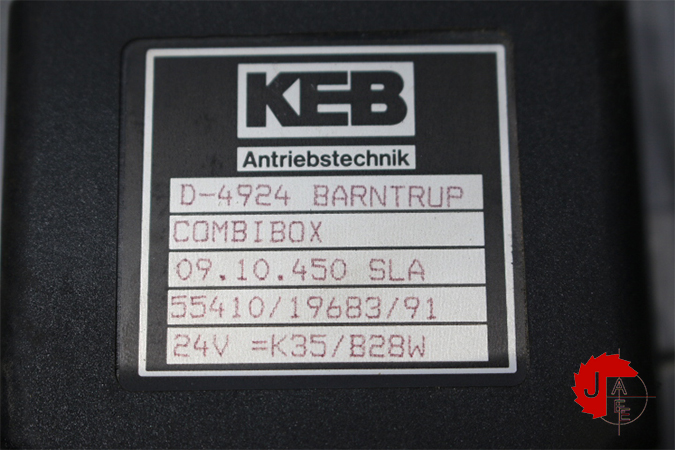 KEB
Antriebstechnik
D-4924 BARNTRUP
COMBIBOX
09.10.450 SLA
55410/19683/91
24V =K35/B28W
J